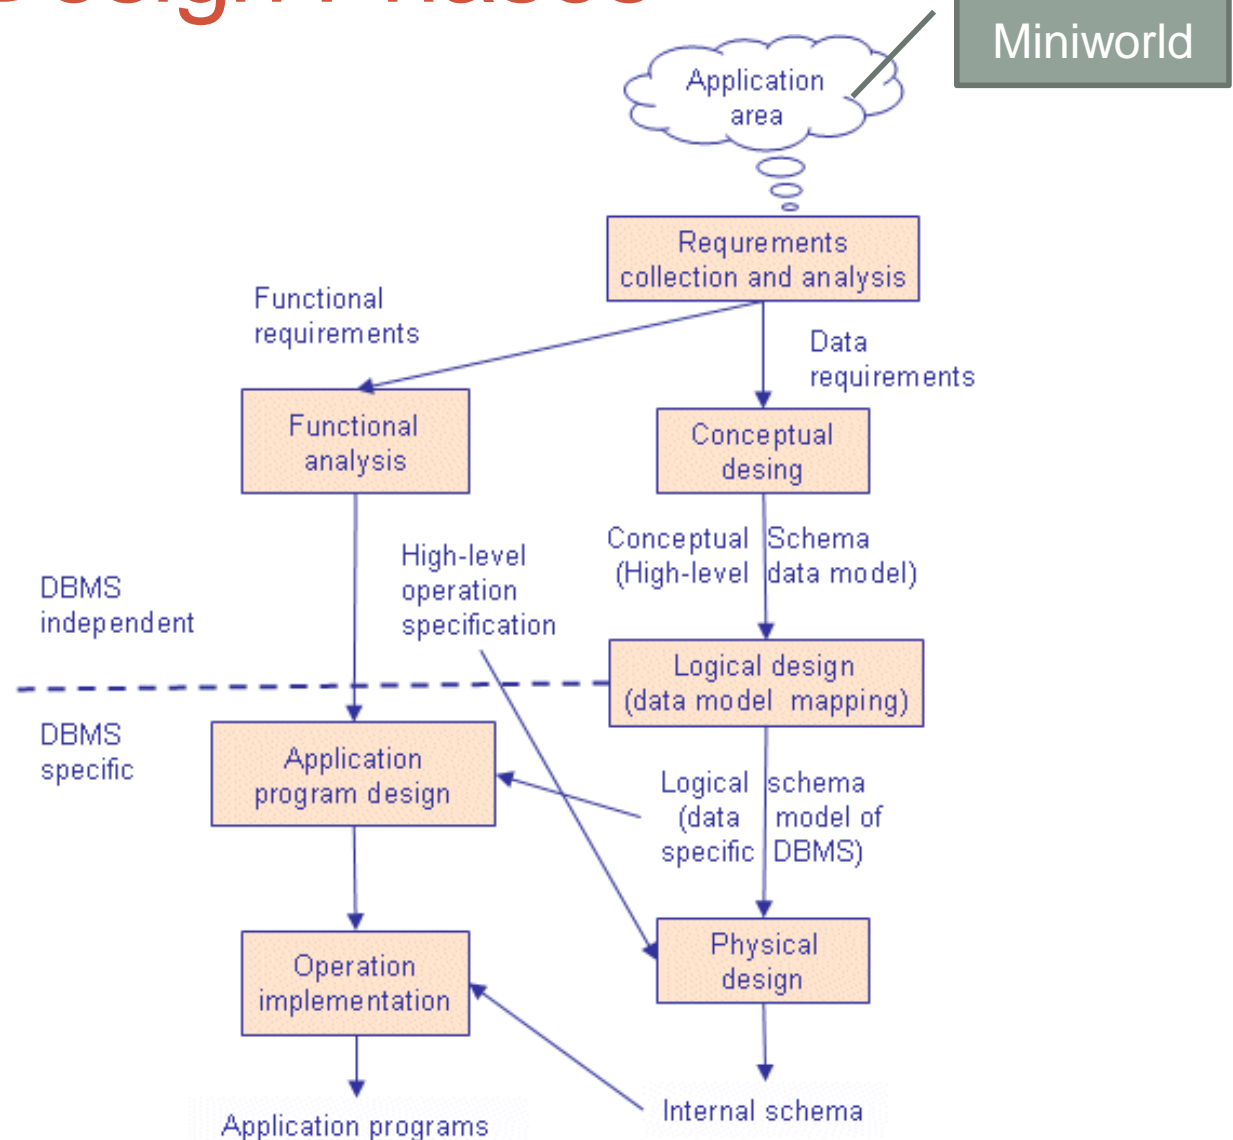 Design Phases
Miniworld
Application
area
Requrements
collection and analysis
Functional
requirements
Data
requirements
Functional
analysis
Conceptual
desing
Conceptual Schema
(High-level data model)
High-level
operation
specification
DBMS
independent
Logical design
(data model mapping)
DBMS
specific
Application
program design
Logical schema
(data model of
specific DBMS)
Operation
implementation
Physical
design
Internal schema
Application programs